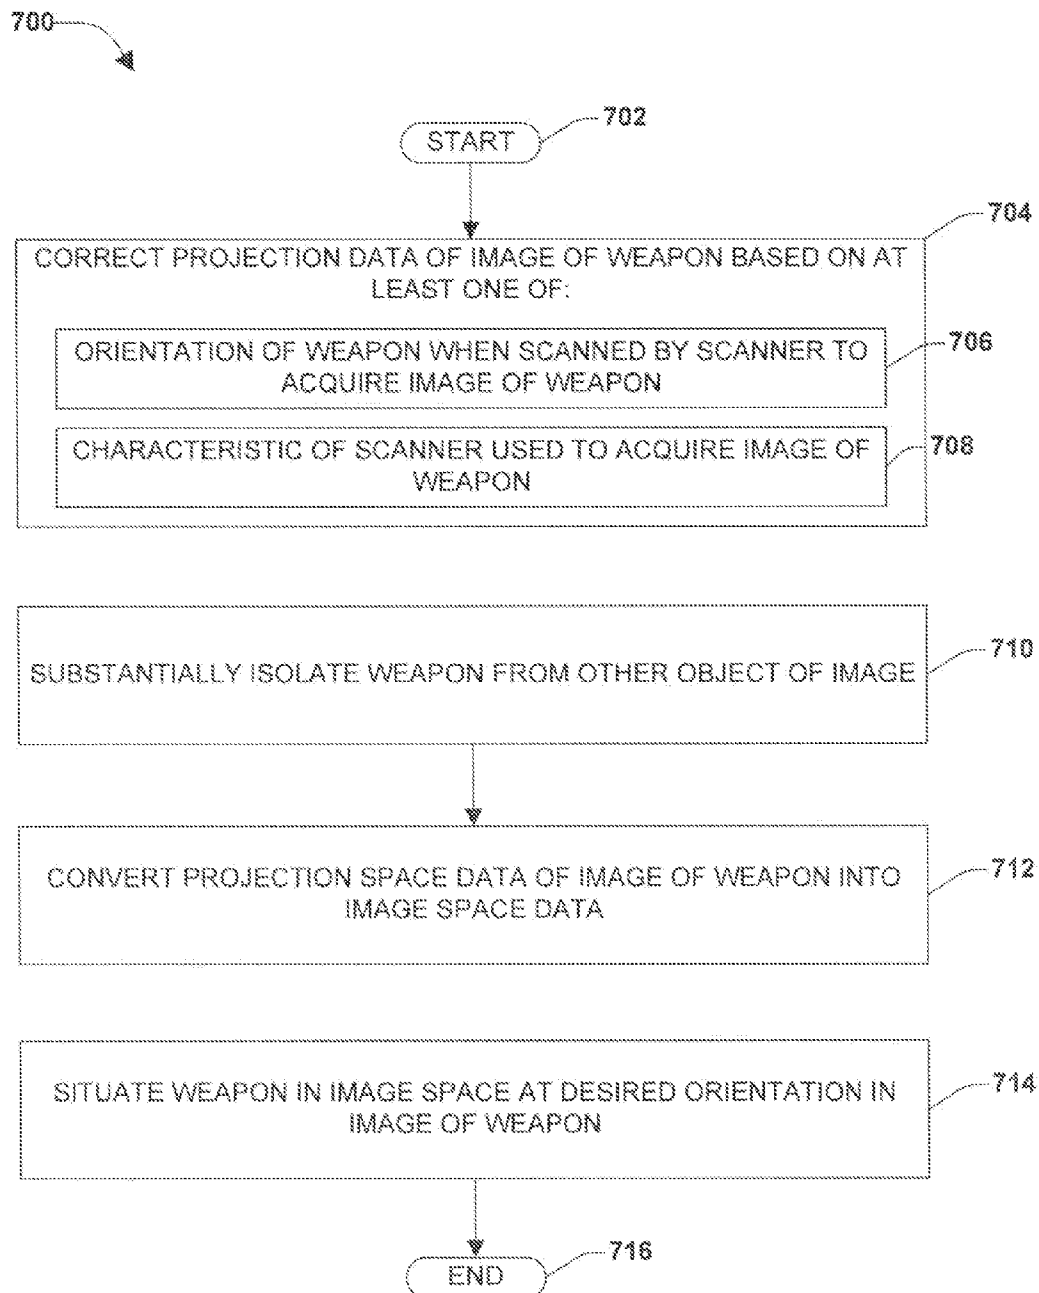 700
702
START
704
CORRECT PROJECTION DATA OF IMAGE OF WEAPON BASED ON AT
LEAST ONE OF:
ORIENTATION OF WEAPON WHEN SCANNED BY SCANNER TO
ACQUIRE IMAGE OF WEAPON
706
CHARACTERISTIC OF SCANNER USED TO ACQUIRE IMAGE OF
WEAPON
708
SUBSTANTIALLY ISOLATE WEAPON FROM OTHER OBJECT OF IMAGE
710
CONVERT PROJECTION SPACE DATA OF IMAGE OF WEAPON INTO
IMAGE SPACE DATA
712
SITUATE WEAPON IN IMAGE SPACE AT DESIRED ORIENTATION IN
IMAGE OF WEAPON
714
716
END